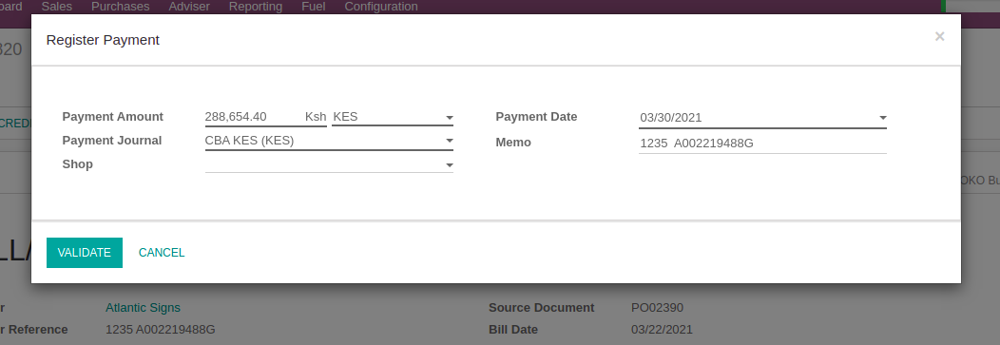 oard Sales Purchases Adviser Reporting Fuel Configuration
Register Payment ×
320
Payment Amount 288,654.40 Ksh KES Payment Date 03/30/2021
CREDI
Payment Journal CBA KES (KES) Memo 1235 A002219488G
Shop
OKO Bu
VALIDATE CANCEL
LL/
r Atlantic Signs Source Document PO02390
r Reference 1235 A002219488G Bill Date 03/22/2021